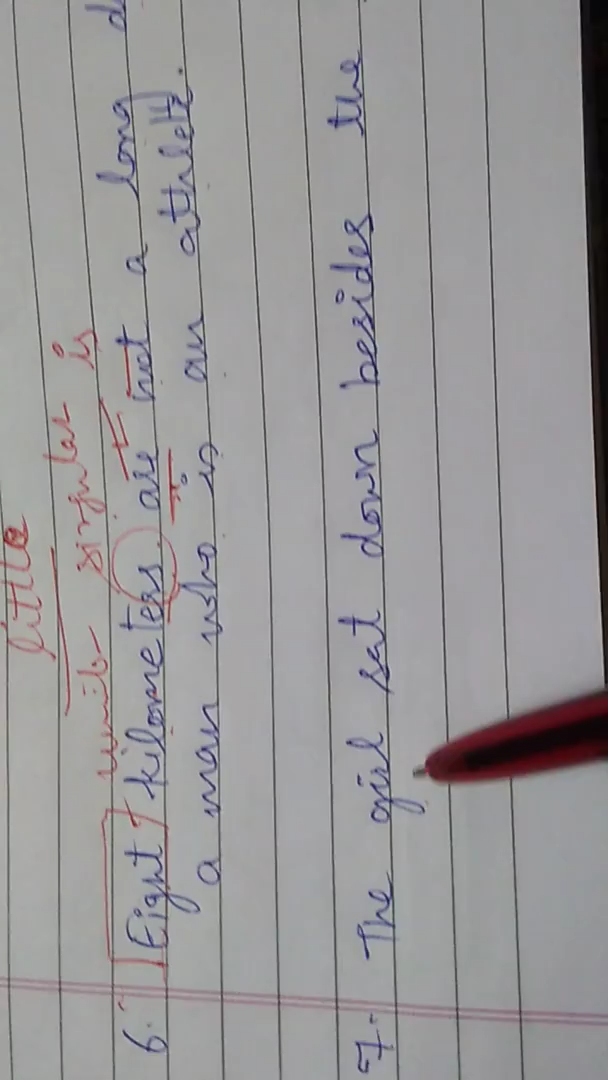 little
unit- singular is
6. Eight kilometers are not a long
a man who is an athlete.
7. The girl sat down besides the